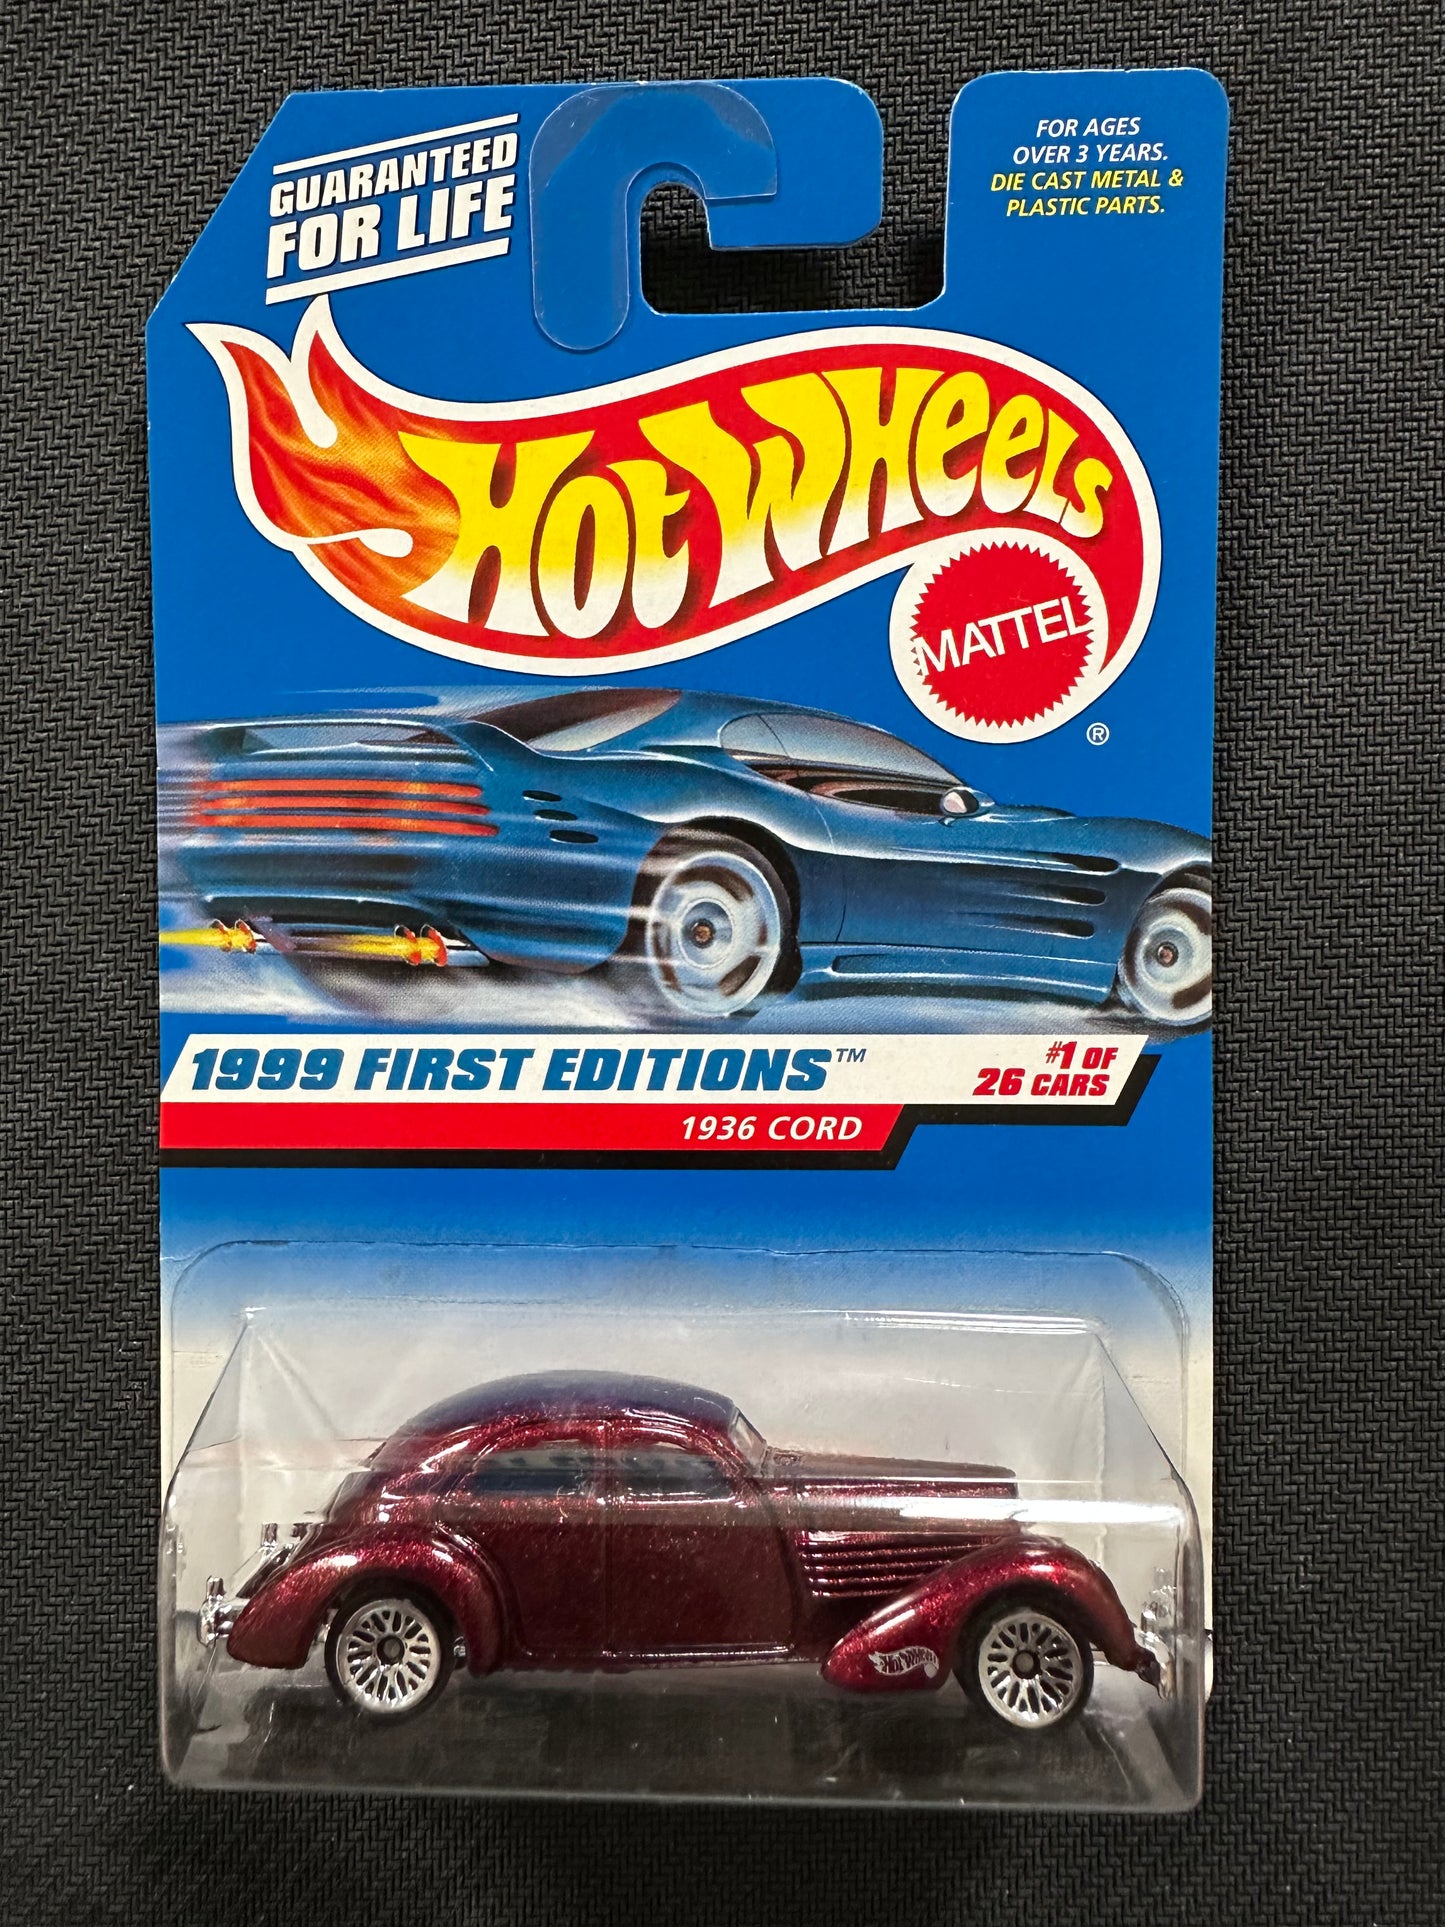 GUARANTEED
FOR LIFE
FOR AGES
OVER 3 YEARS.
DIE CAST METAL &
PLASTIC PARTS.
HOT WHEELS
MATTEL
®
1999 FIRST EDITIONS™
#1 OF
26 CARS
1936 CORD
HOT WHEELS